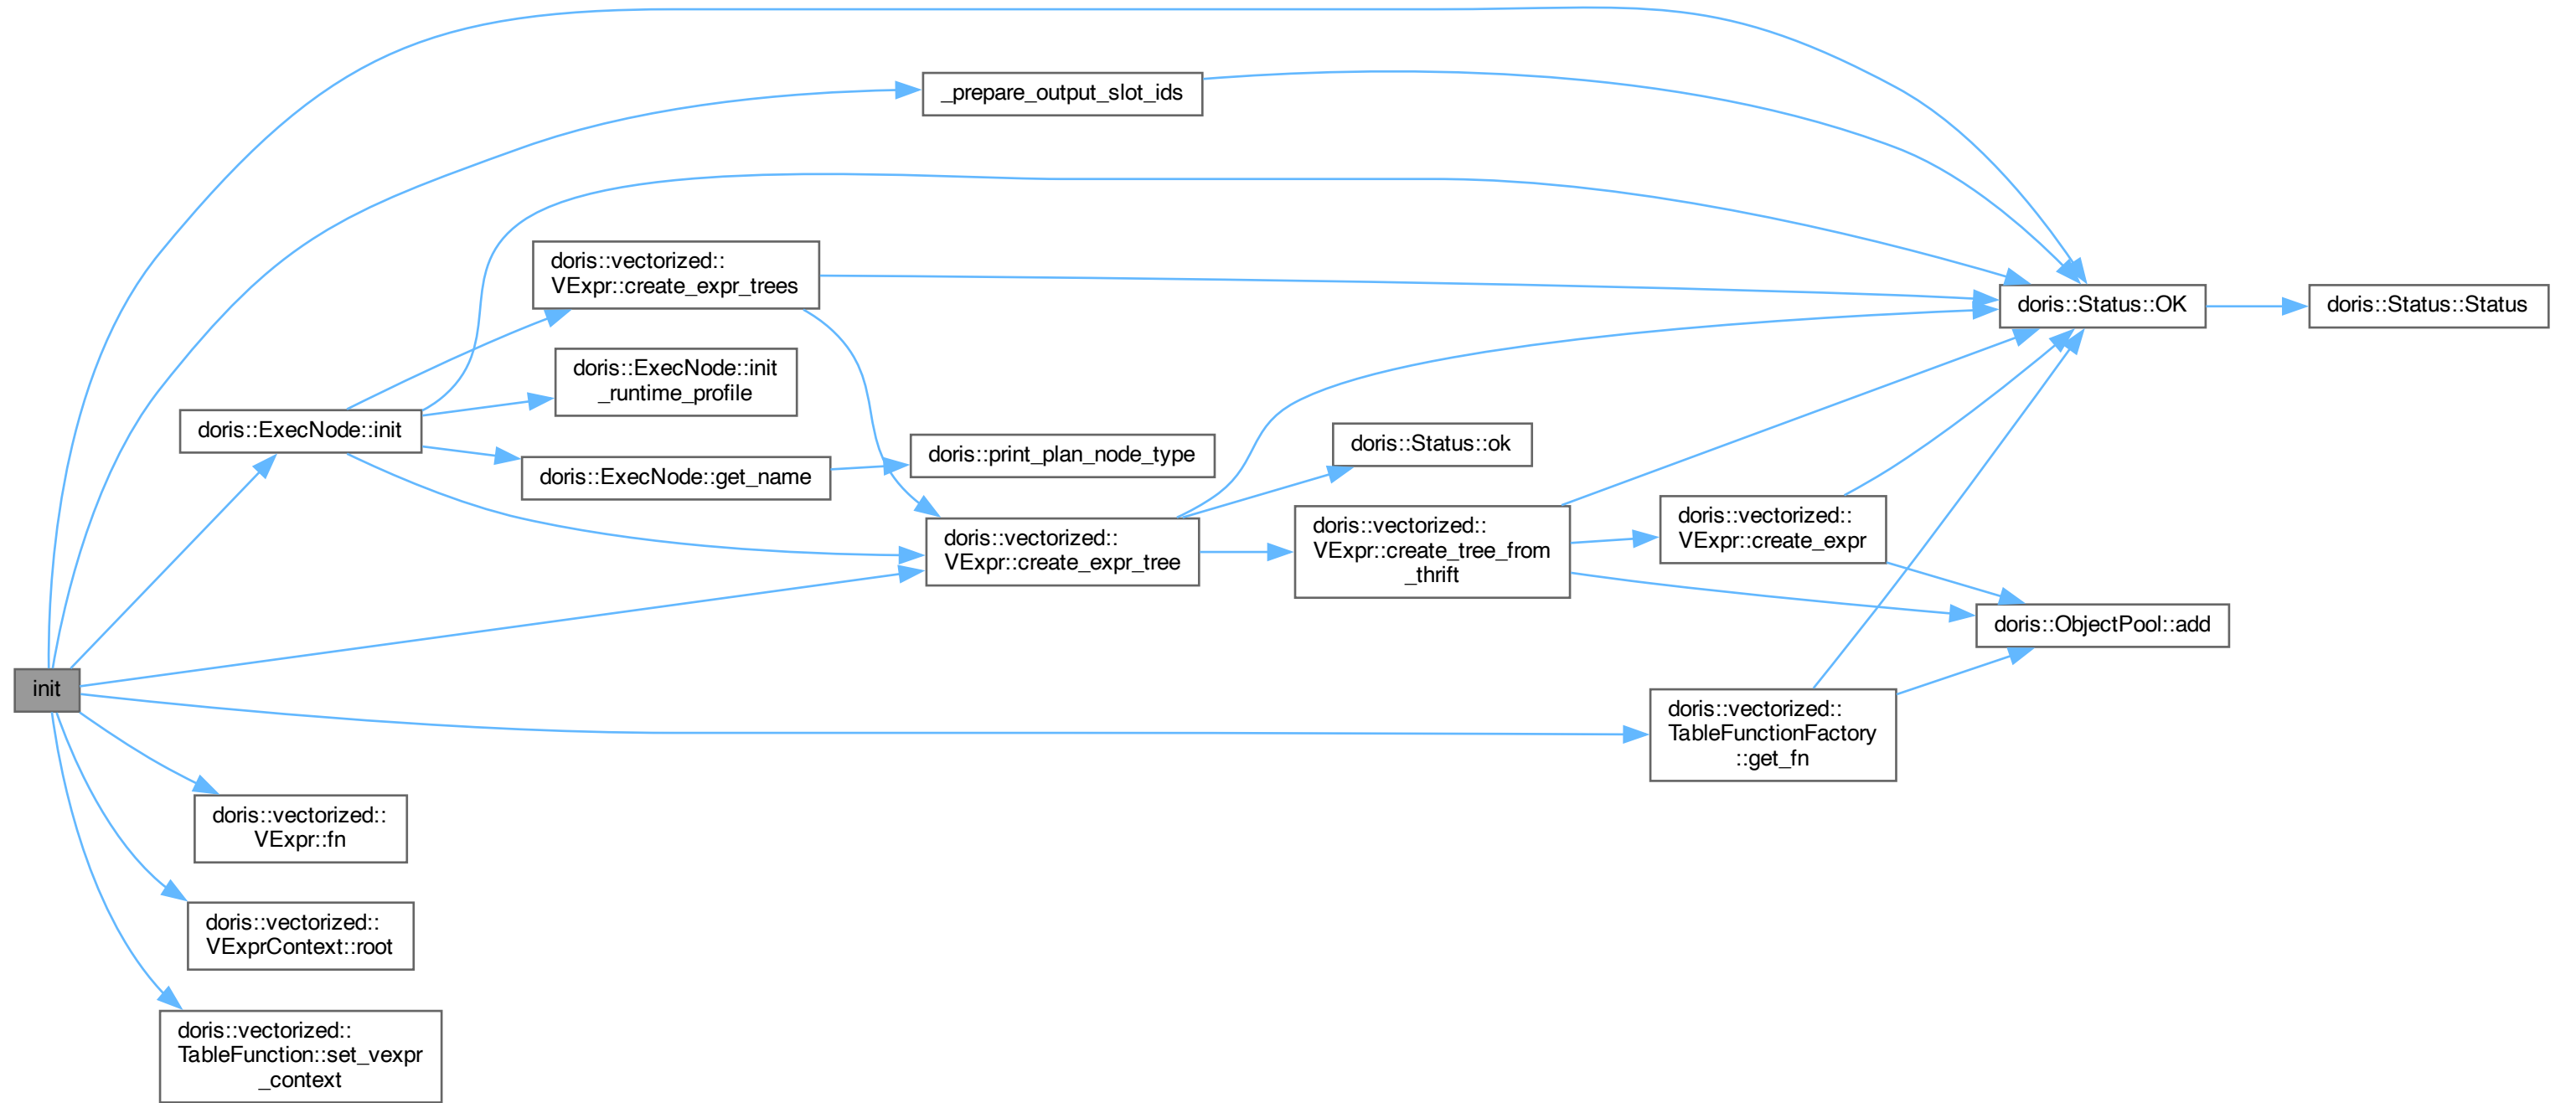 _prepare_output_slot_ids
doris::vectorized::
VExpr::create_expr_trees
doris::Status::OK
doris::Status::Status
doris::ExecNode::init
_runtime_profile
doris::ExecNode::init
doris::Status::ok
doris::print_plan_node_type
doris::ExecNode::get_name
doris::vectorized::
VExpr::create_expr_tree
doris::vectorized::
VExpr::create_tree_from
_thrift
doris::vectorized::
VExpr::create_expr
doris::ObjectPool::add
init
doris::vectorized::
TableFunctionFactory
::get_fn
doris::vectorized::
VExpr::fn
doris::vectorized::
VExprContext::root
doris::vectorized::
TableFunction::set_vexpr
_context